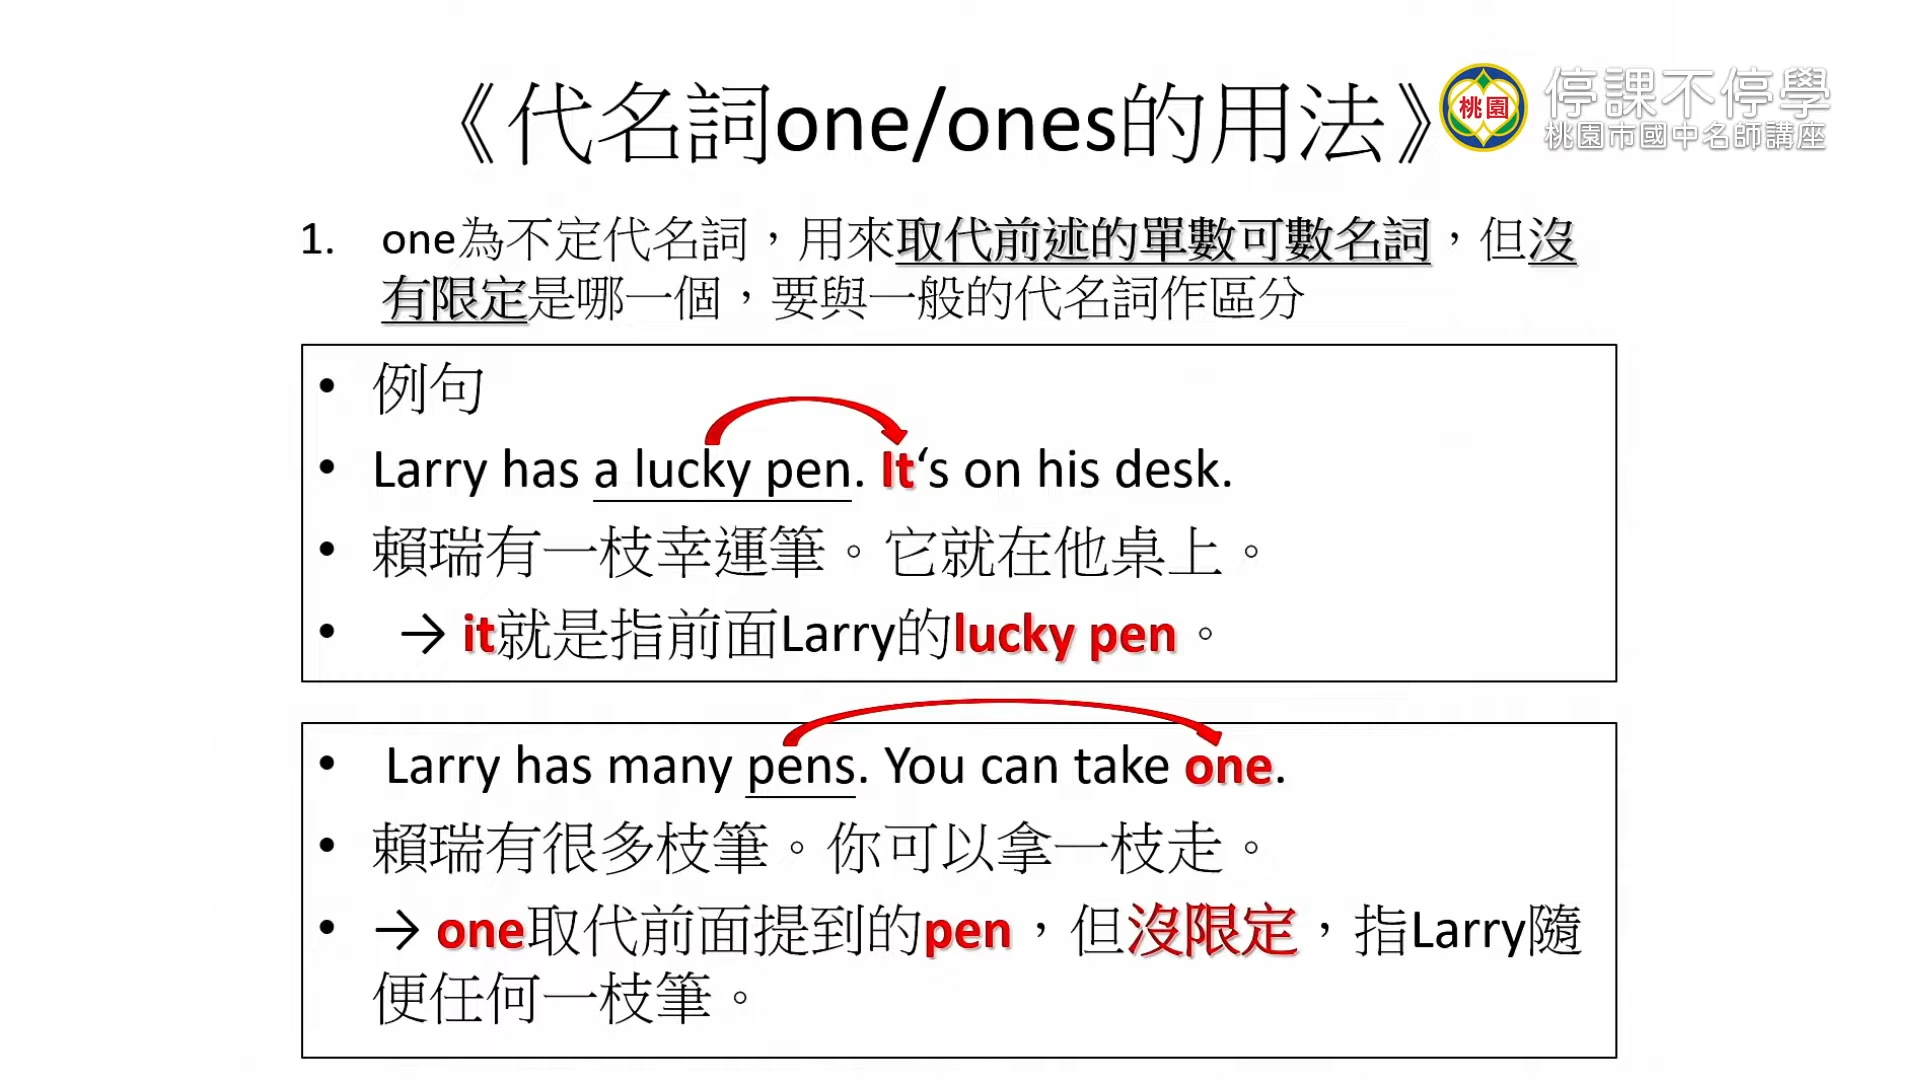 《代名詞one/ones的用法》
桃園
停課不停學
桃園市國中名師講座
1. one為不定代名詞，用來取代前述的單數可數名詞，但沒
有限定是哪一個，要與一般的代名詞作區分
• 例句
• Larry has a lucky pen. It‘s on his desk.
• 賴瑞有一枝幸運筆。它就在他桌上。
• → it就是指前面Larry的lucky pen。
• Larry has many pens. You can take one.
• 賴瑞有很多枝筆。你可以拿一枝走。
• → one取代前面提到的pen，但沒限定，指Larry隨
便任何一枝筆。